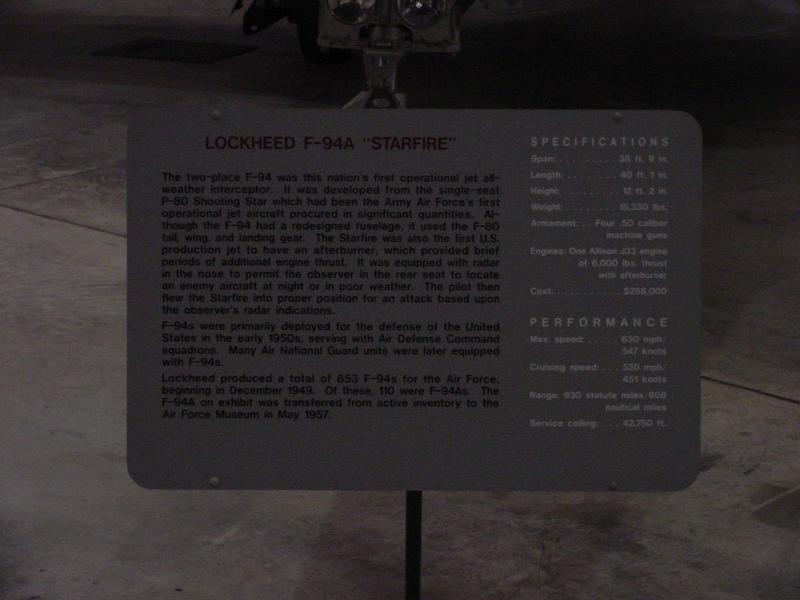 LOCKHEED F-94A "STARFIRE"
The two-place F-94 was this nation's first operational jet all-
weather interceptor. It was developed from the single-seat
P-80 Shooting Star which had been the Army Air Force's first
operational jet aircraft procured in significant quantities. Al-
though the F-94 had a redesigned fuselage, it used the F-80
tail, wing, and landing gear. The Starfire was also the first U.S.
production jet to have an afterburner, which provided brief
periods of additional engine thrust. It was equipped with radar
in the nose to permit the observer in the rear seat to locate
an enemy aircraft at night or in poor weather. The pilot then
flew the Starfire into proper position for an attack based upon
the observer's radar indications.
F-94s were primarily deployed for the defense of the United
States in the early 1950s, serving with Air Defense Command
squadrons. Many Air National Guard units were later equipped
with F-94s.
Lockheed produced a total of 853 F-94s for the Air Force,
beginning in December 1949. Of these, 110 were F-94As. The
F-94A on exhibit was transferred from active inventory to the
Air Force Museum in May 1957.
SPECIFICATIONS
Span: . . . . . . . . . 38 ft. 9 in.
Length: . . . . . . . . . 40 ft. 1 in.
Height: . . . . . . . . . 12 ft. 2 in.
Weight: . . . . . . . . . 15,330 lbs.
Armament: . . Four .50 caliber
machine guns
Engines: One Allison J33 engine
of 6,000 lbs. thrust
with afterburner
Cost: . . . . . . . . . . $258,000
PERFORMANCE
Max. speed: . . . . . 630 mph/
547 knots
Cruising speed: . . . 520 mph/
451 knots
Range: 930 statute miles/808
nautical miles
Service ceiling: . . . 42,750 ft.